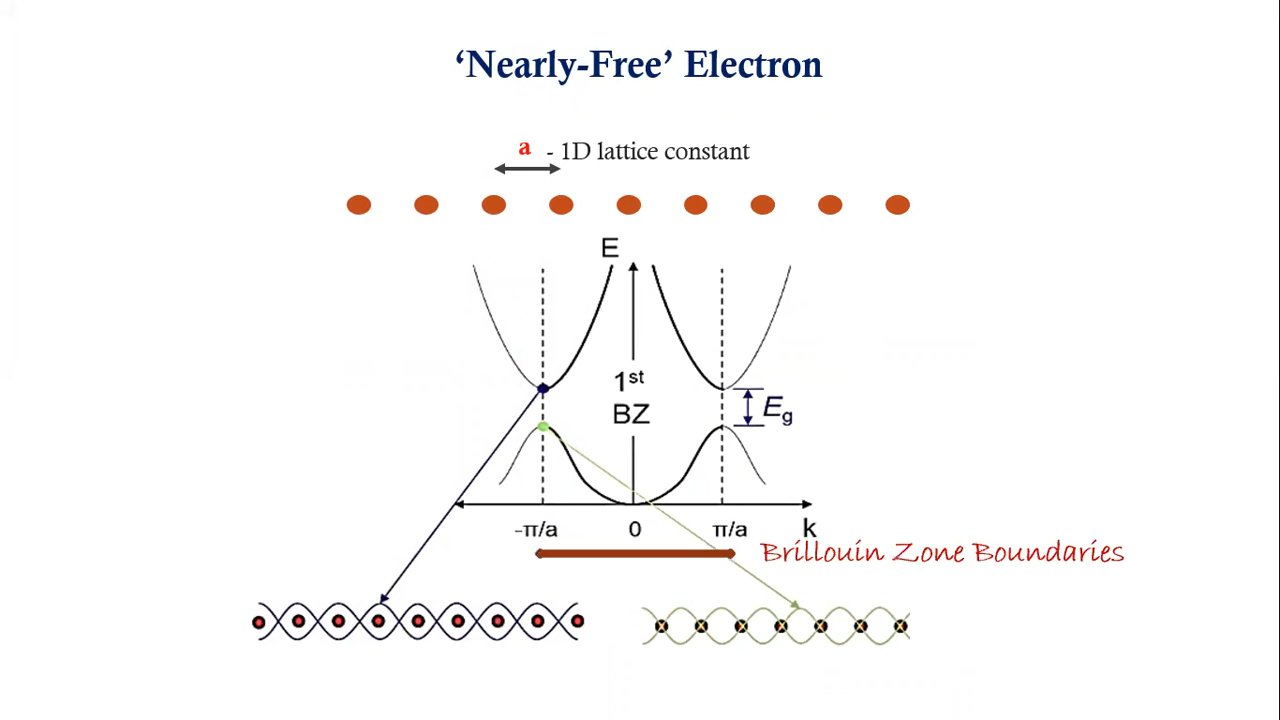 ‘Nearly-Free’ Electron
a - 1D lattice constant
E
1st
BZ
Eg
-π/a 0 π/a k
Brillouin Zone Boundaries